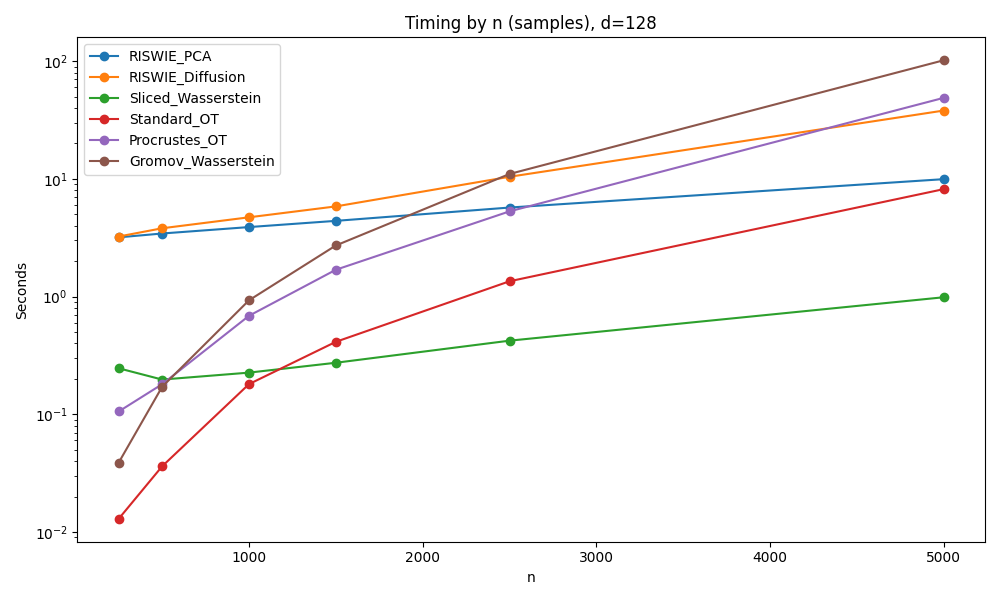 Timing by n (samples), d=128
RISWIE_PCA
RISWIE_Diffusion
Sliced_Wasserstein
Standard_OT
Procrustes_OT
Gromov_Wasserstein
10²
10¹
10⁰
10⁻¹
10⁻²
Seconds
1000 2000 3000 4000 5000
n